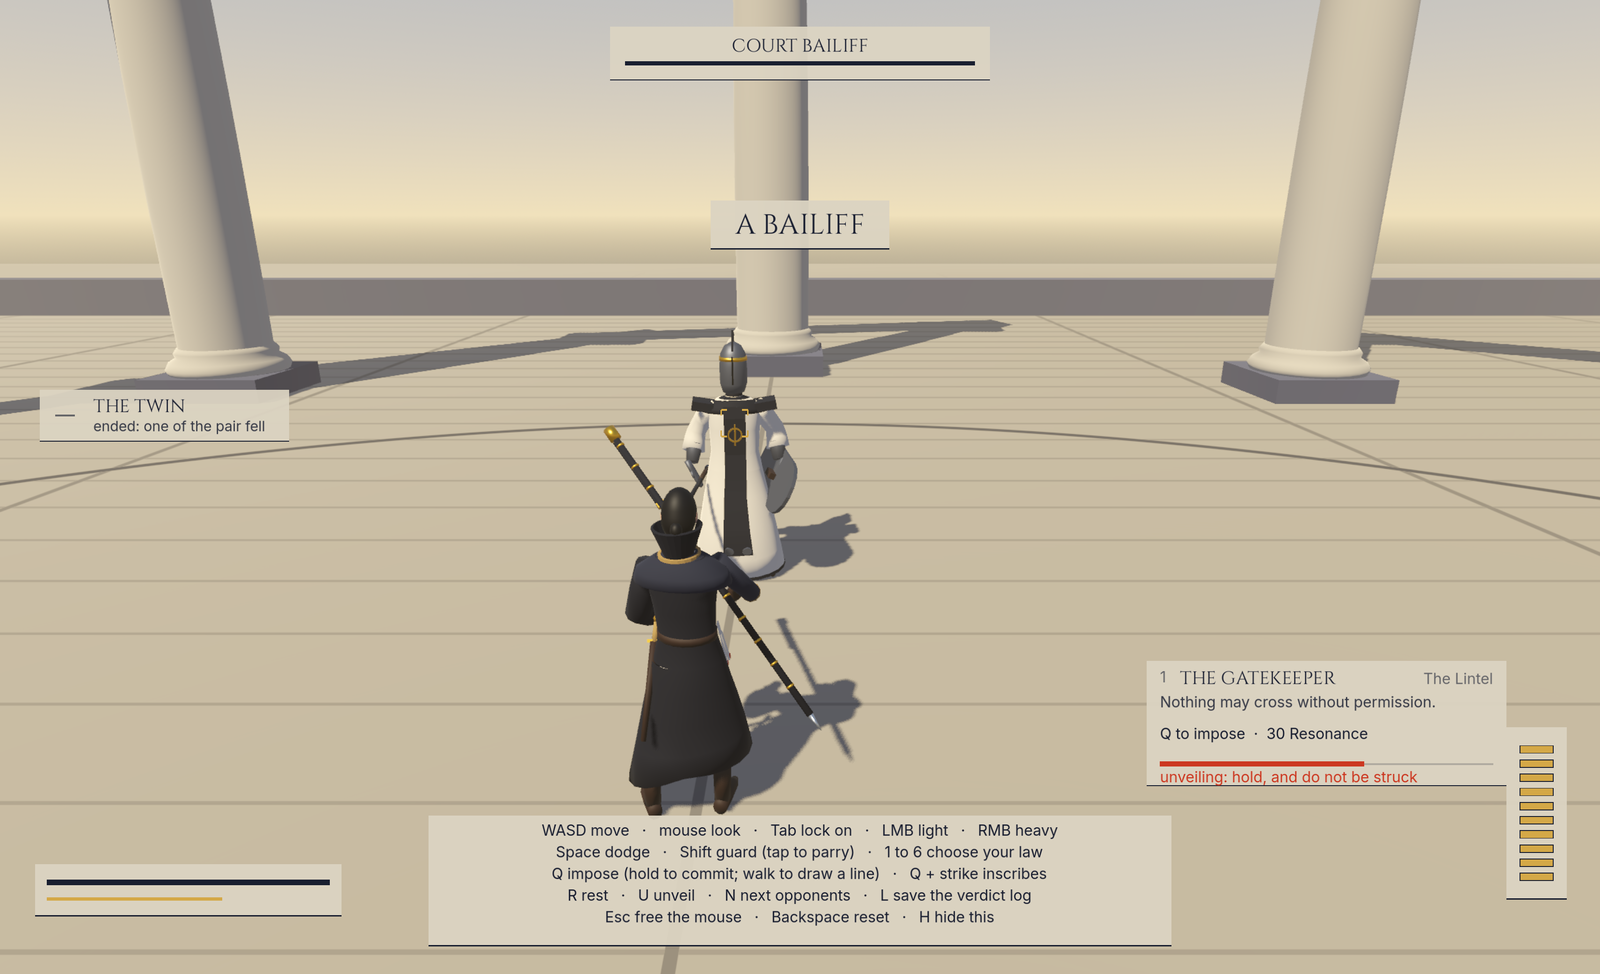 COURT BAILIFF
A BAILIFF
— THE TWIN
ended: one of the pair fell
1 THE GATEKEEPER The Lintel
Nothing may cross without permission.
Q to impose · 30 Resonance
unveiling: hold, and do not be struck
WASD move · mouse look · Tab lock on · LMB light · RMB heavy
Space dodge · Shift guard (tap to parry) · 1 to 6 choose your law
Q impose (hold to commit; walk to draw a line) · Q + strike inscribes
R rest · U unveil · N next opponents · L save the verdict log
Esc free the mouse · Backspace reset · H hide this